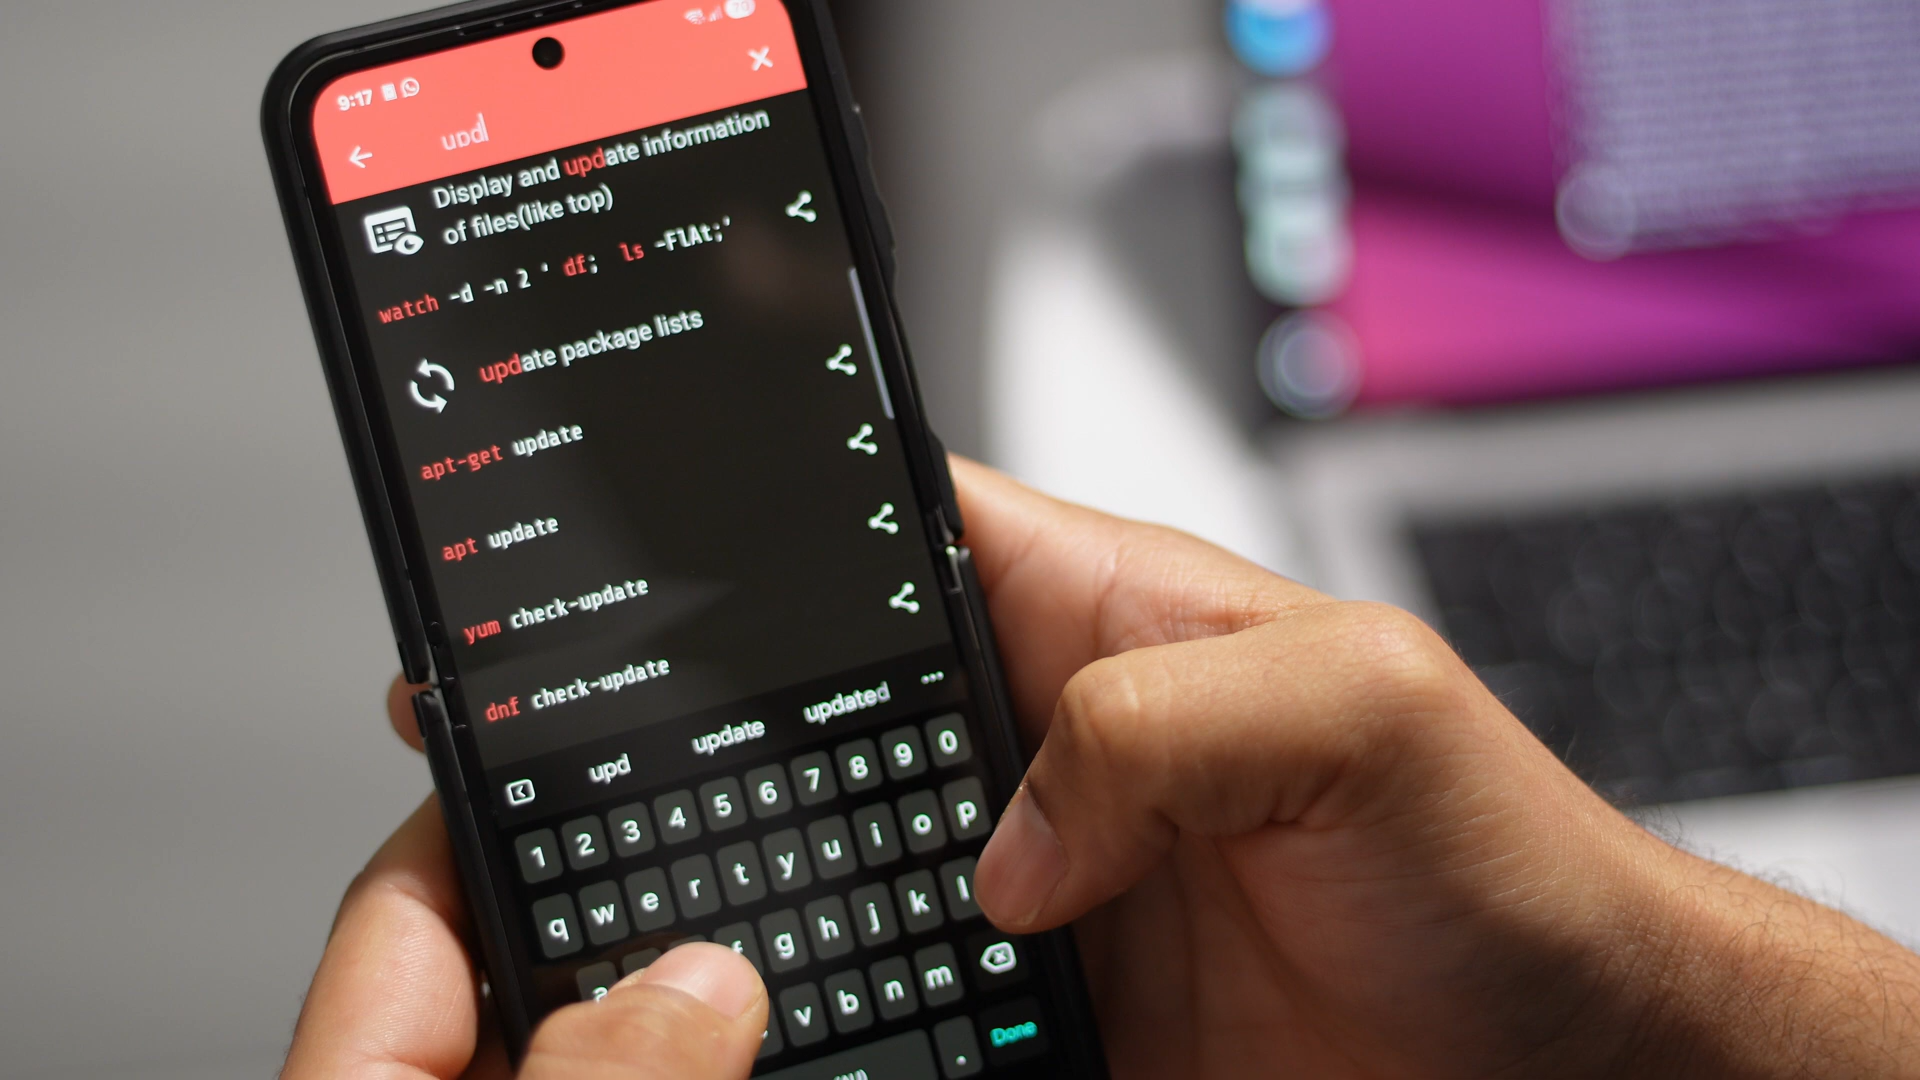 70
9:17
upd
Display and update information
of files(like top)
watch -d -n 2 ' df; ls -FlAt;'
update package lists
apt-get update
apt update
yum check-update
dnf check-update
upd update updated
1 2 3 4 5 6 7 8 9 0
q w e r t y u i o p
a f g h j k l
v b n m
. Done